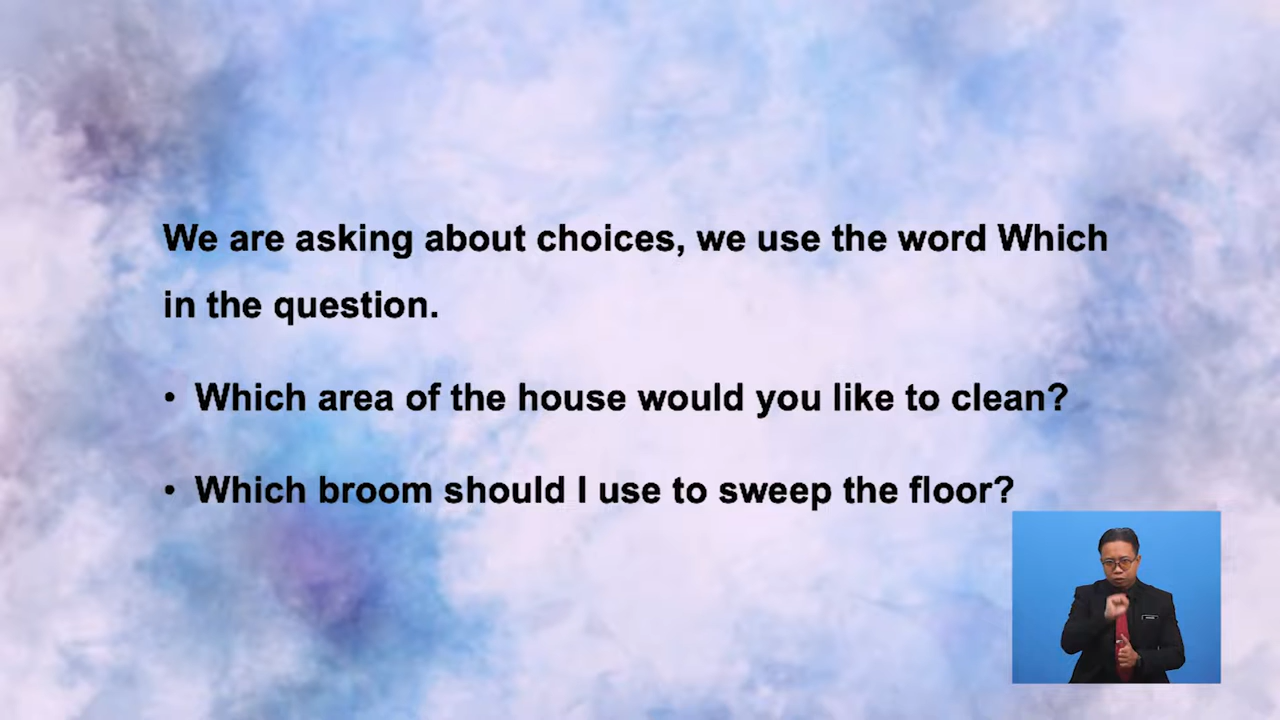 We are asking about choices, we use the word Which
in the question.
• Which area of the house would you like to clean?
• Which broom should I use to sweep the floor?